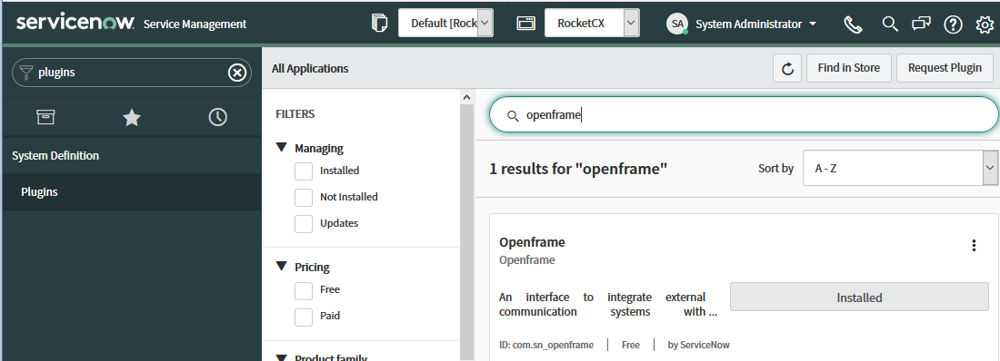 servicenow Service Management
Default [Rock
RocketCX
SA System Administrator
plugins
All Applications
Find in Store
Request Plugin
System Definition
Plugins
FILTERS
Managing
Installed
Not Installed
Updates
Pricing
Free
Paid
Product family
openframe
1 results for "openframe"
Sort by
A - Z
Openframe
Openframe
An interface to integrate external
communication systems with ...
Installed
ID: com.sn_openframe
Free
by ServiceNow